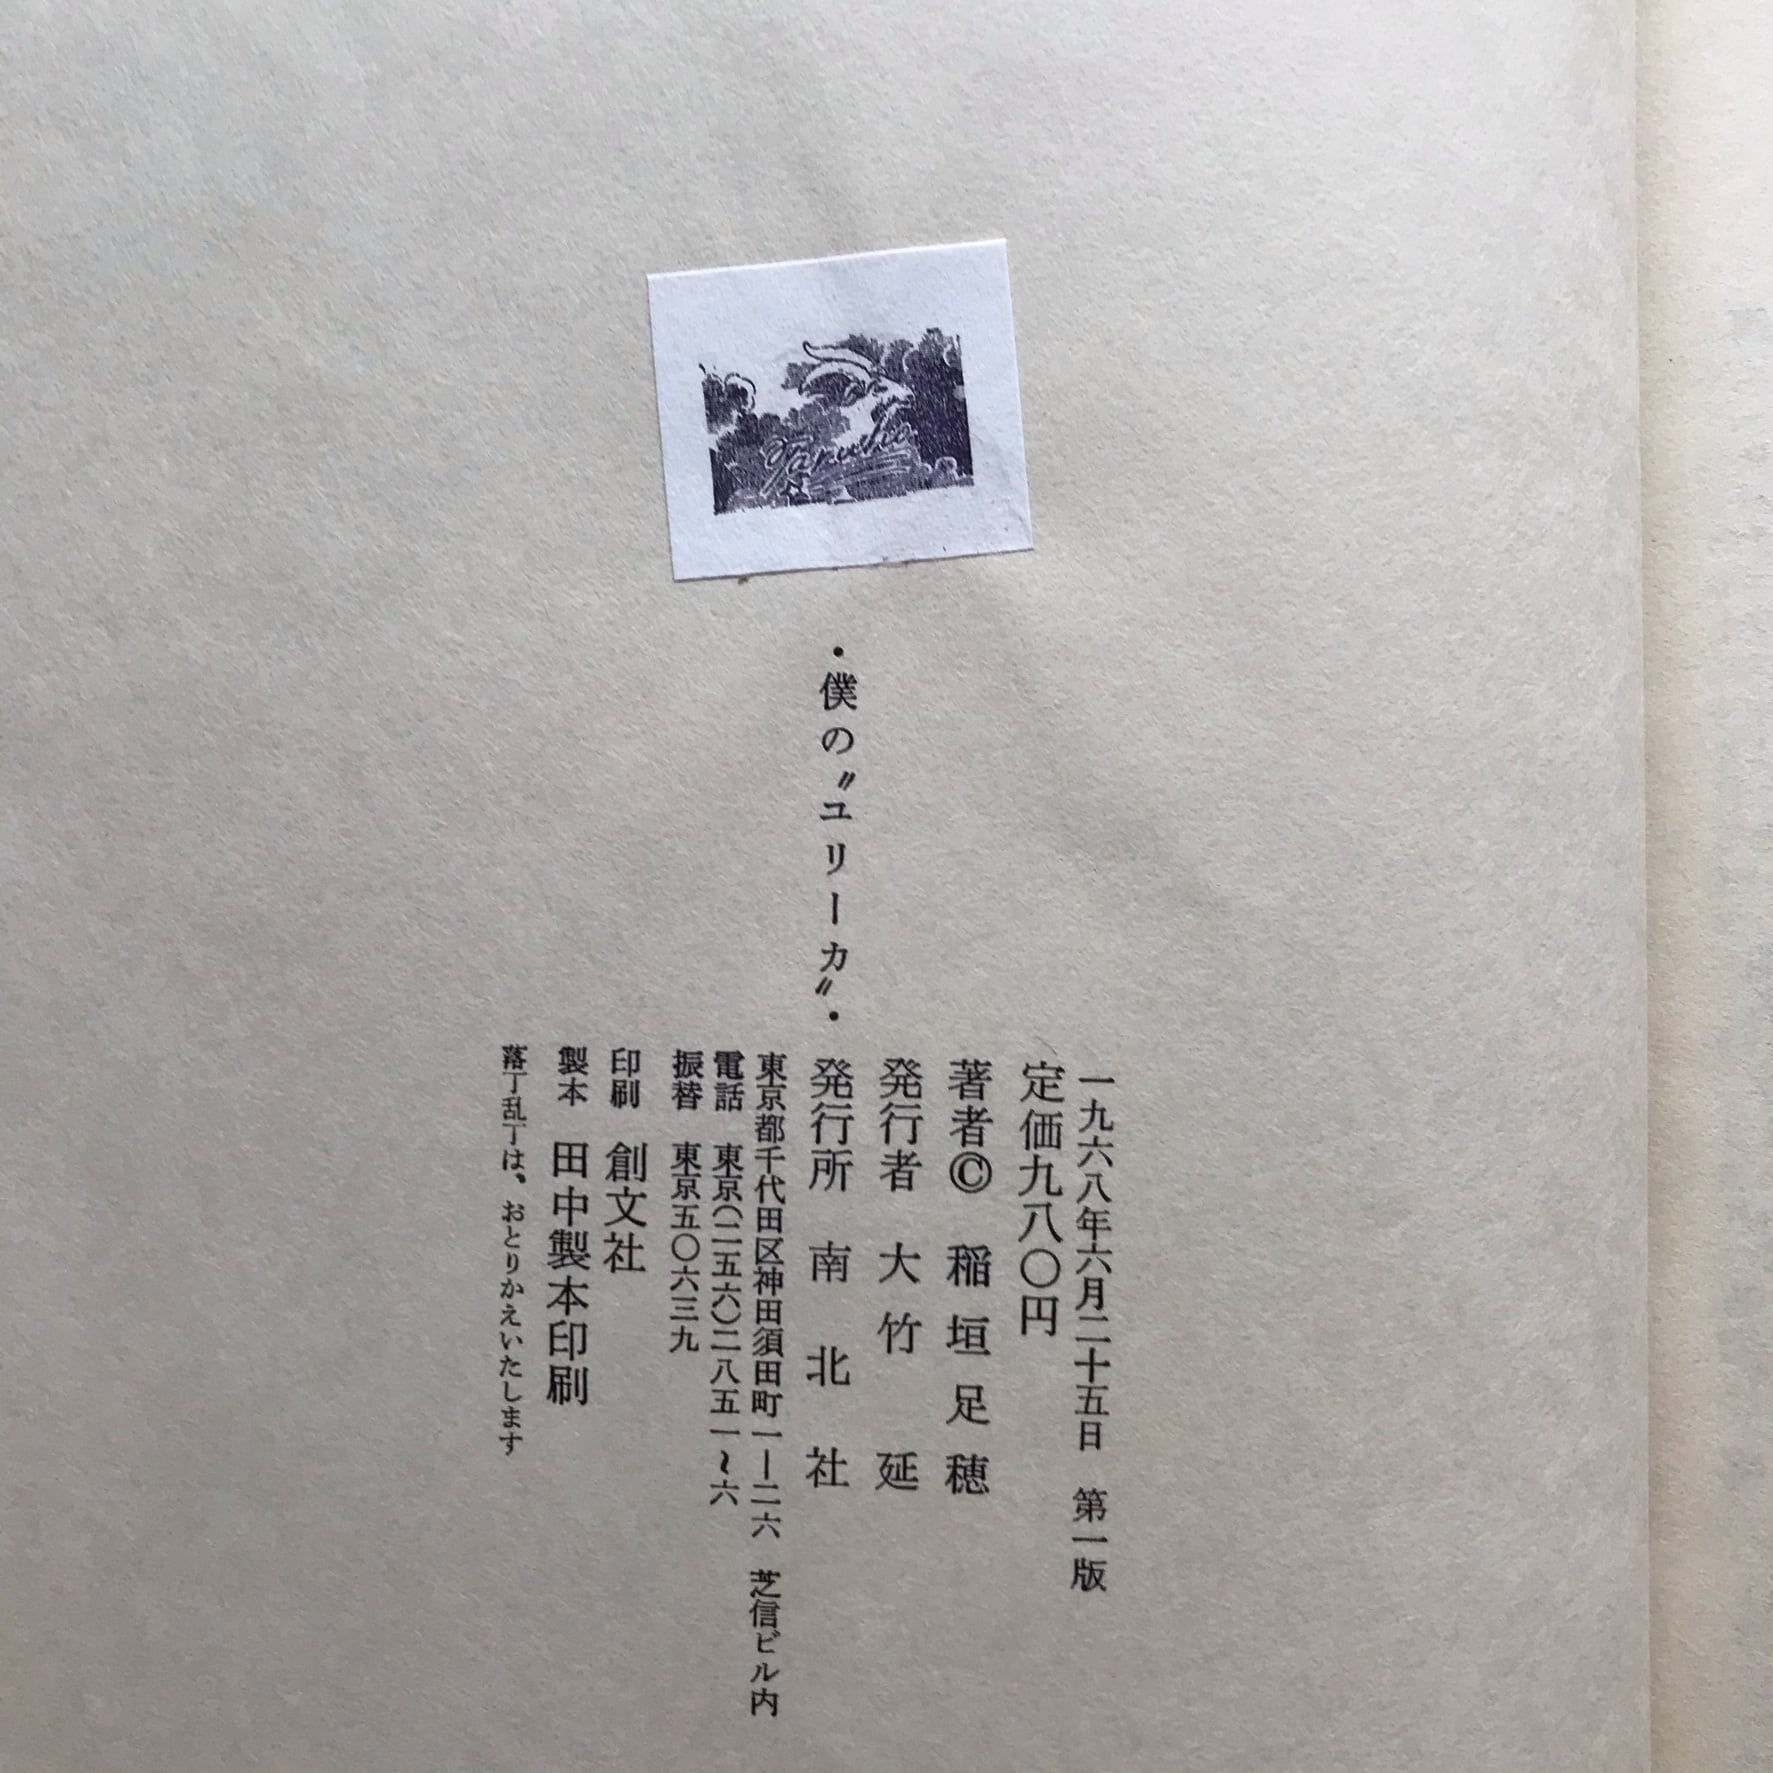 Taruho
・僕の〝ユリーカ〟・
一九六八年六月二十五日　第一版
定価九八〇円
著者©　稲垣足穂
発行者　大竹　延
発行所　南北社
東京都千代田区神田須田町一ー二六　芝信ビル内
電話　東京(二五六)二八五一〜六
振替　東京五〇六三九
印刷　創文社
製本　田中製本印刷
落丁乱丁は、おとりかえいたします